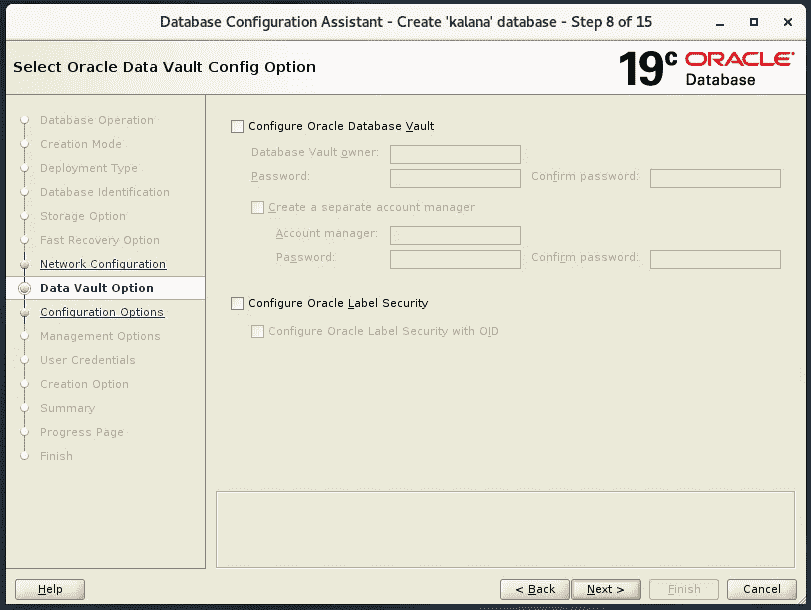 Database Configuration Assistant - Create 'kalana' database - Step 8 of 15
Select Oracle Data Vault Config Option
19c ORACLE
Database
Database Operation
Creation Mode
Deployment Type
Database Identification
Storage Option
Fast Recovery Option
Network Configuration
Data Vault Option
Configuration Options
Management Options
User Credentials
Creation Option
Summary
Progress Page
Finish
Configure Oracle Database Vault
Database Vault owner:
Password: Confirm password:
Create a separate account manager
Account manager:
Password: Confirm password:
Configure Oracle Label Security
Configure Oracle Label Security with OID
Help < Back Next > Finish Cancel